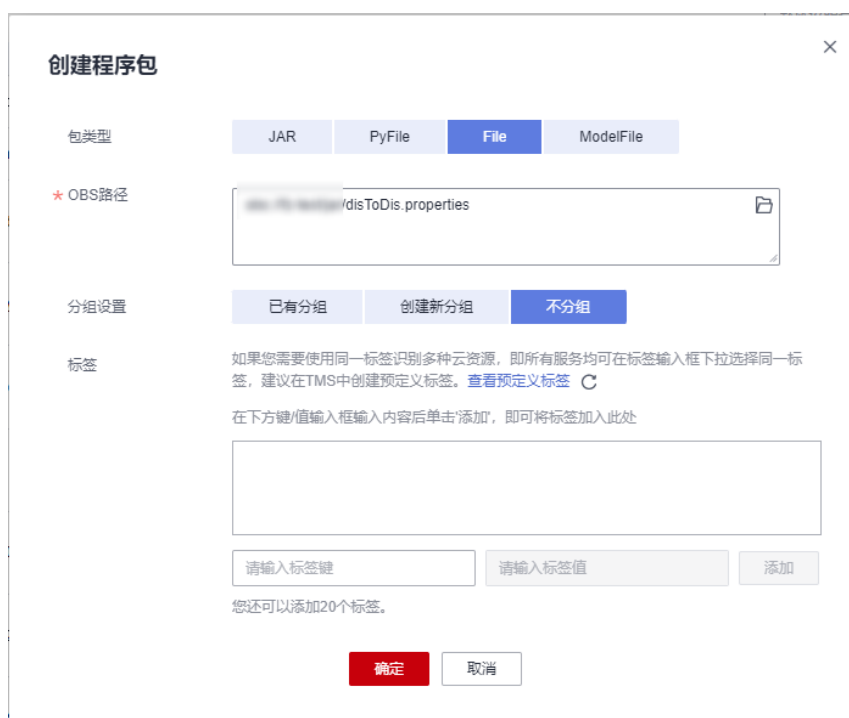 创建程序包
包类型
JAR
PyFile
File
ModelFile
* OBS路径
/disToDis.properties
分组设置
已有分组
创建新分组
不分组
标签
如果您需要使用同一标签识别多种云资源，即所有服务均可在标签输入框下拉选择同一标
签，建议在TMS中创建预定义标签。查看预定义标签
在下方键/值输入框输入内容后单击'添加'，即可将标签加入此处
请输入标签键
请输入标签值
添加
您还可以添加20个标签。
确定
取消